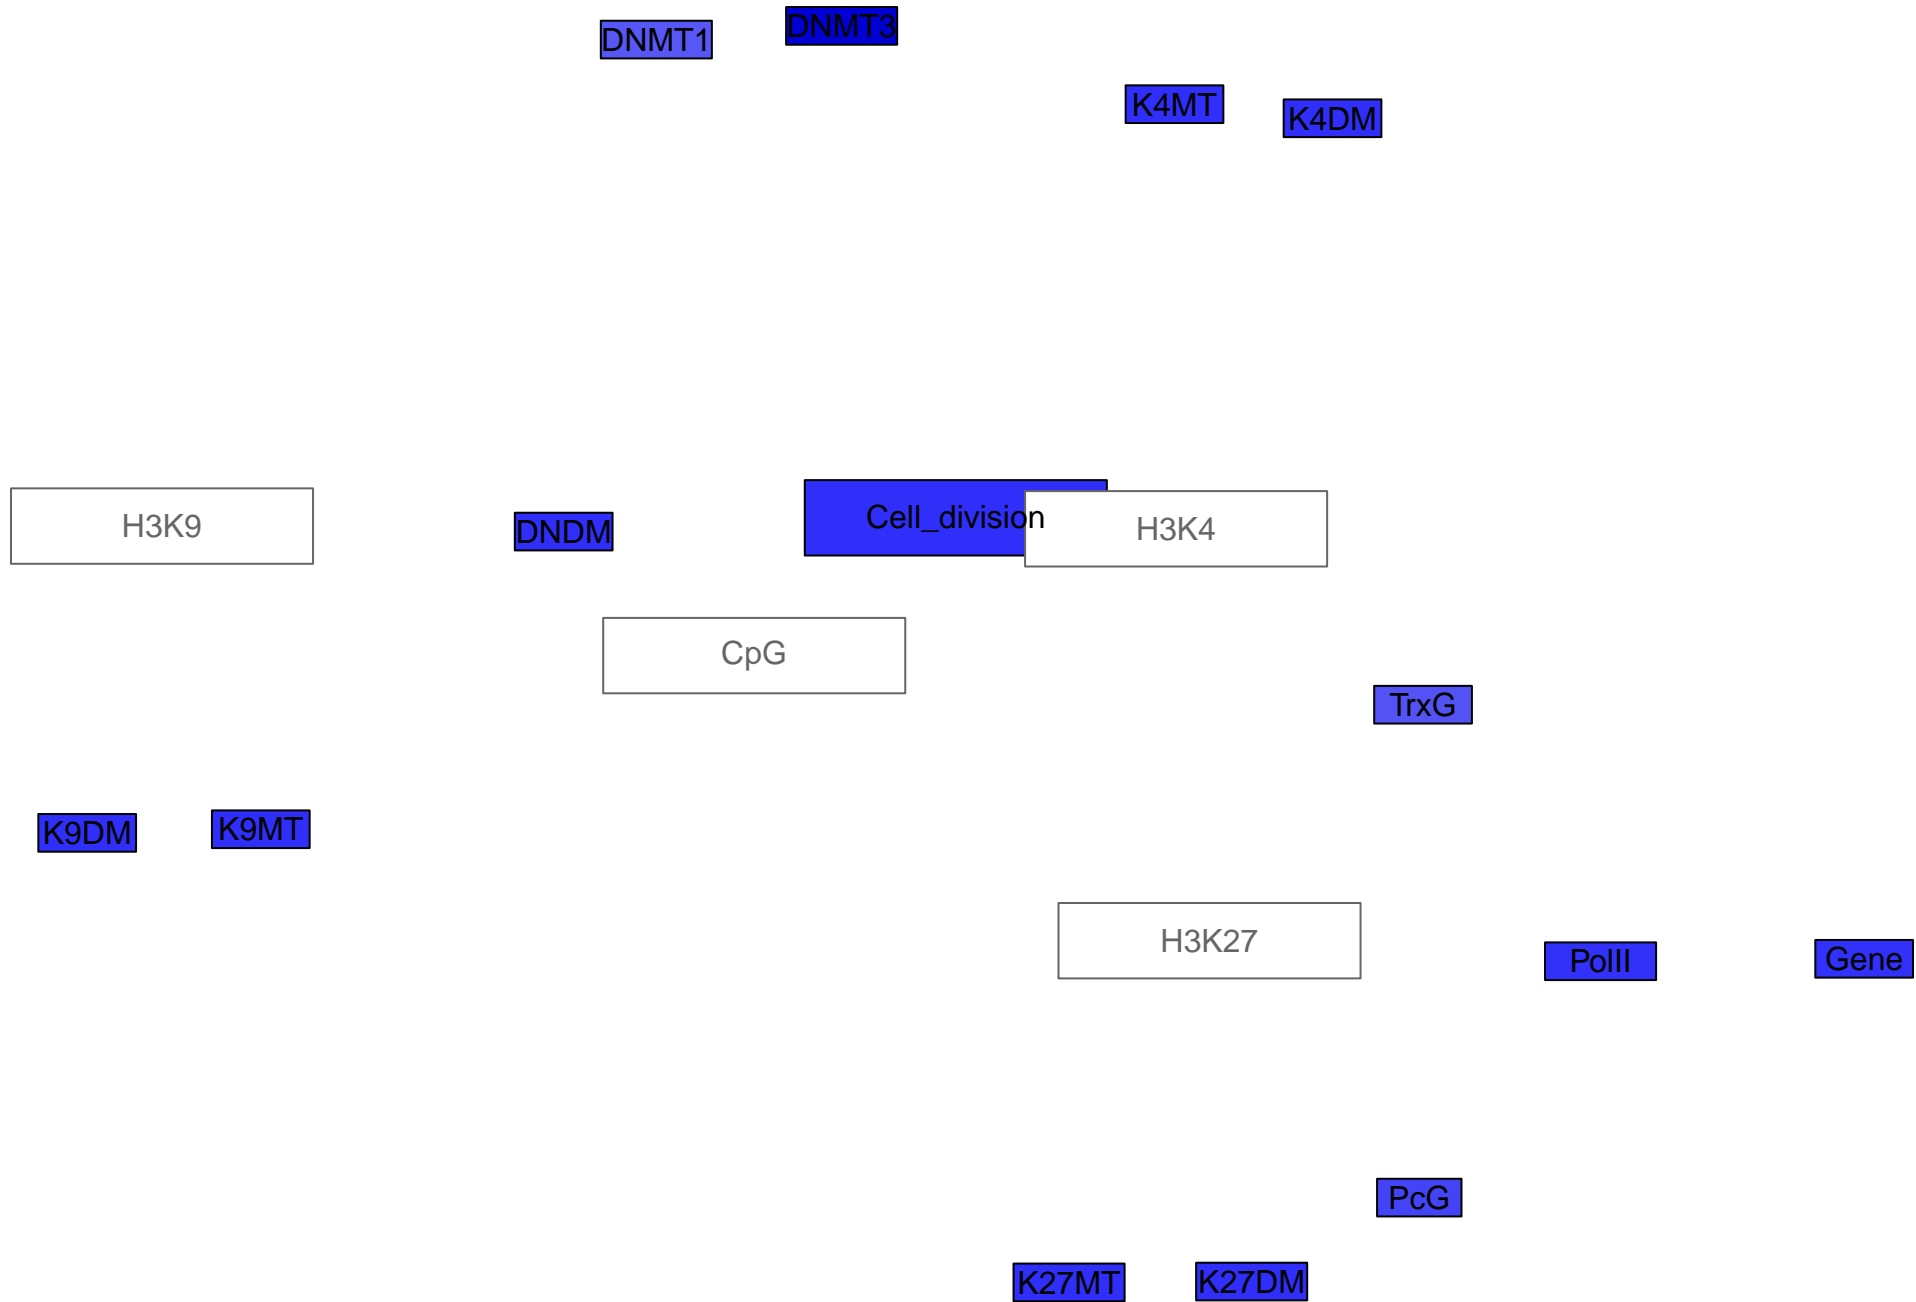 DNMT1
DNMT3
K4MT
K4DM
H3K9
DNDM
Cell_division
H3K4
CpG
TrxG
K9DM
K9MT
H3K27
PolII
Gene
PcG
K27MT
K27DM